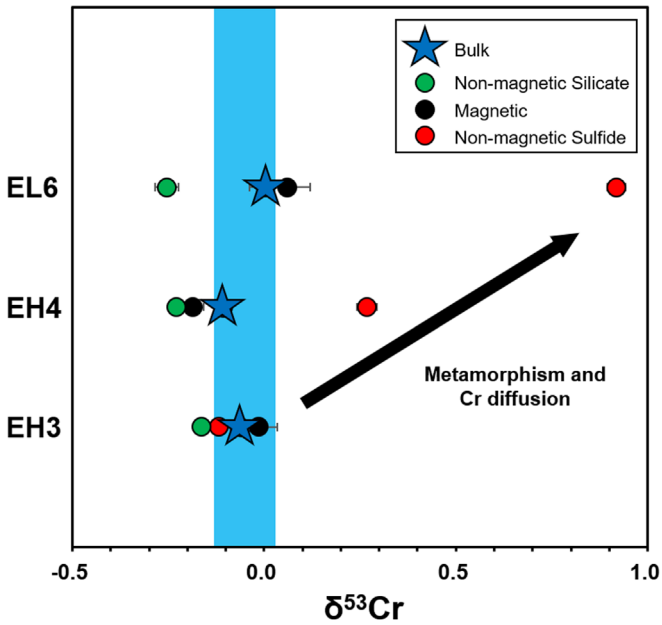 Bulk
Non-magnetic Silicate
Magnetic
Non-magnetic Sulfide
EL6
EH4
Metamorphism and
Cr diffusion
EH3
-0.5
0.0
0.5
1.0
δ⁵³Cr